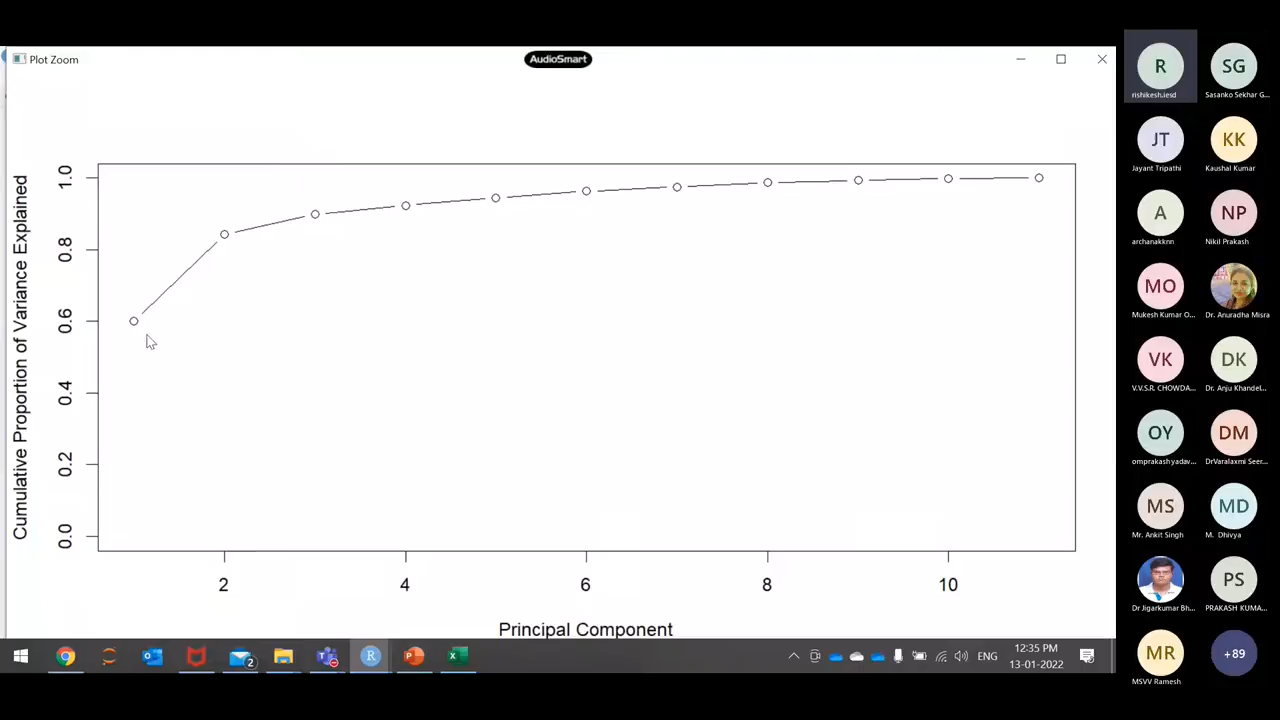 Plot Zoom
AudioSmart
Cumulative Proportion of Variance Explained
1.0
0.8
0.6
0.4
0.2
0.0
2 4 6 8 10
Principal Component
R SG
rishikesh.iesd Sasanko Sekhar G...
JT KK
Jayant Tripathi Kaushal Kumar
A NP
archanakknn Nikil Prakash
MO
Mukesh Kumar O... Dr. Anuradha Misra
VK DK
V.V.S.R. CHOWDA... Dr. Anju Khandel...
OY DM
omprakashyadav... DrVaralaxmi Seer...
MS MD
Mr. Ankit Singh M. Dhivya
PS
Dr Jigarkumar Bh... PRAKASH KUMA...
MR +89
MSVV Ramesh
2
R
ENG
12:35 PM
13-01-2022